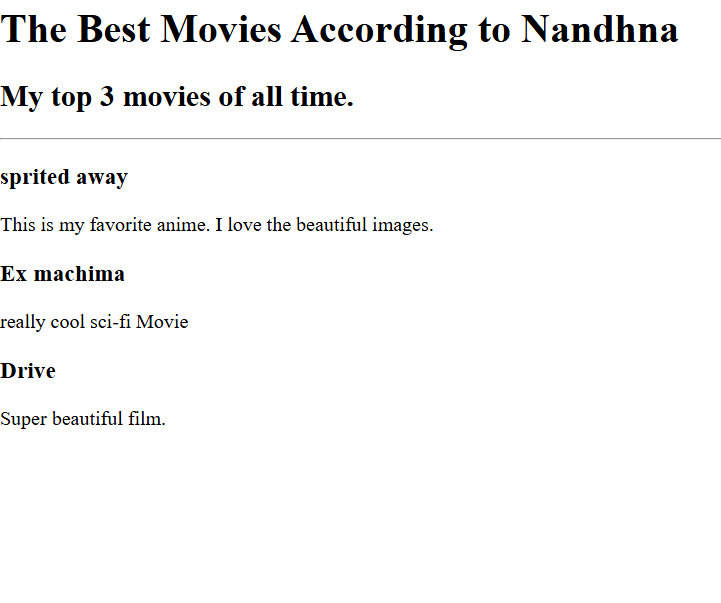 The Best Movies According to Nandhna
My top 3 movies of all time.
sprited away
This is my favorite anime. I love the beautiful images.
Ex machima
really cool sci-fi Movie
Drive
Super beautiful film.